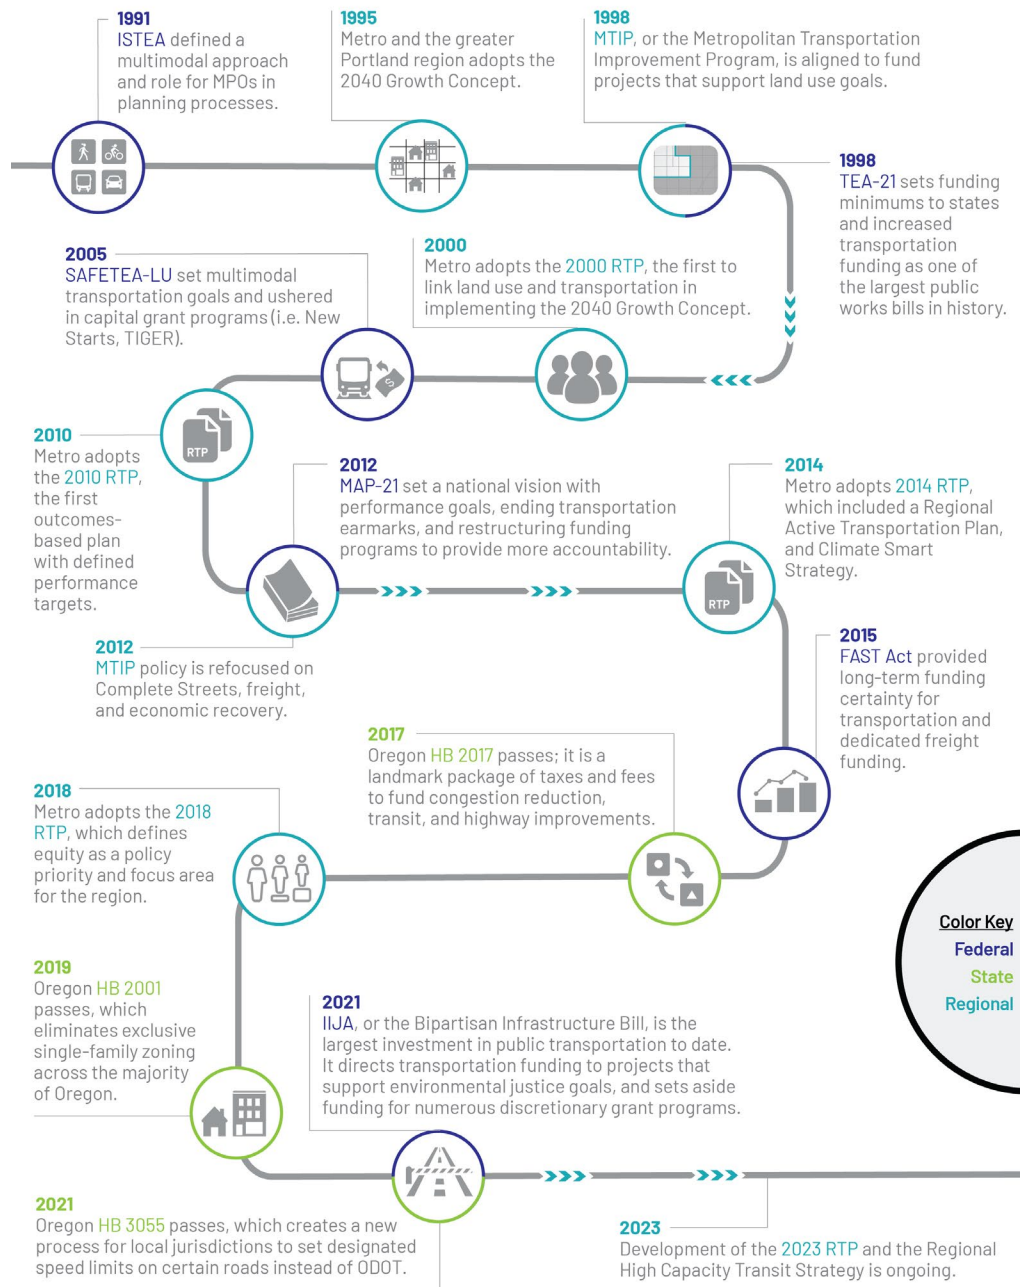 1991
ISTEA defined a
multimodal approach
and role for MPOs in
planning processes.
1995
Metro and the greater
Portland region adopts the
2040 Growth Concept.
1998
MTIP, or the Metropolitan Transportation
Improvement Program, is aligned to fund
projects that support land use goals.
1998
TEA-21 sets funding
minimums to states
and increased
transportation
funding as one of
the largest public
works bills in history.
2000
Metro adopts the 2000 RTP, the first to
link land use and transportation in
implementing the 2040 Growth Concept.
2005
SAFETEA-LU set multimodal
transportation goals and ushered
in capital grant programs (i.e. New
Starts, TIGER).
$
RTP
2010
Metro adopts
the 2010 RTP,
the first
outcomes-
based plan
with defined
performance
targets.
2012
MAP-21 set a national vision with
performance goals, ending transportation
earmarks, and restructuring funding
programs to provide more accountability.
2012
MTIP policy is refocused on
Complete Streets, freight,
and economic recovery.
2014
Metro adopts 2014 RTP,
which included a Regional
Active Transportation Plan,
and Climate Smart
Strategy.
RTP
2015
FAST Act provided
long-term funding
certainty for
transportation and
dedicated freight
funding.
2017
Oregon HB 2017 passes; it is a
landmark package of taxes and fees
to fund congestion reduction,
transit, and highway improvements.
2018
Metro adopts the 2018
RTP, which defines
equity as a policy
priority and focus area
for the region.
Color Key
Federal
State
Regional
2019
Oregon HB 2001
passes, which
eliminates exclusive
single-family zoning
across the majority
of Oregon.
2021
IIJA, or the Bipartisan Infrastructure Bill, is the
largest investment in public transportation to date.
It directs transportation funding to projects that
support environmental justice goals, and sets aside
funding for numerous discretionary grant programs.
2021
Oregon HB 3055 passes, which creates a new
process for local jurisdictions to set designated
speed limits on certain roads instead of ODOT.
2023
Development of the 2023 RTP and the Regional
High Capacity Transit Strategy is ongoing.